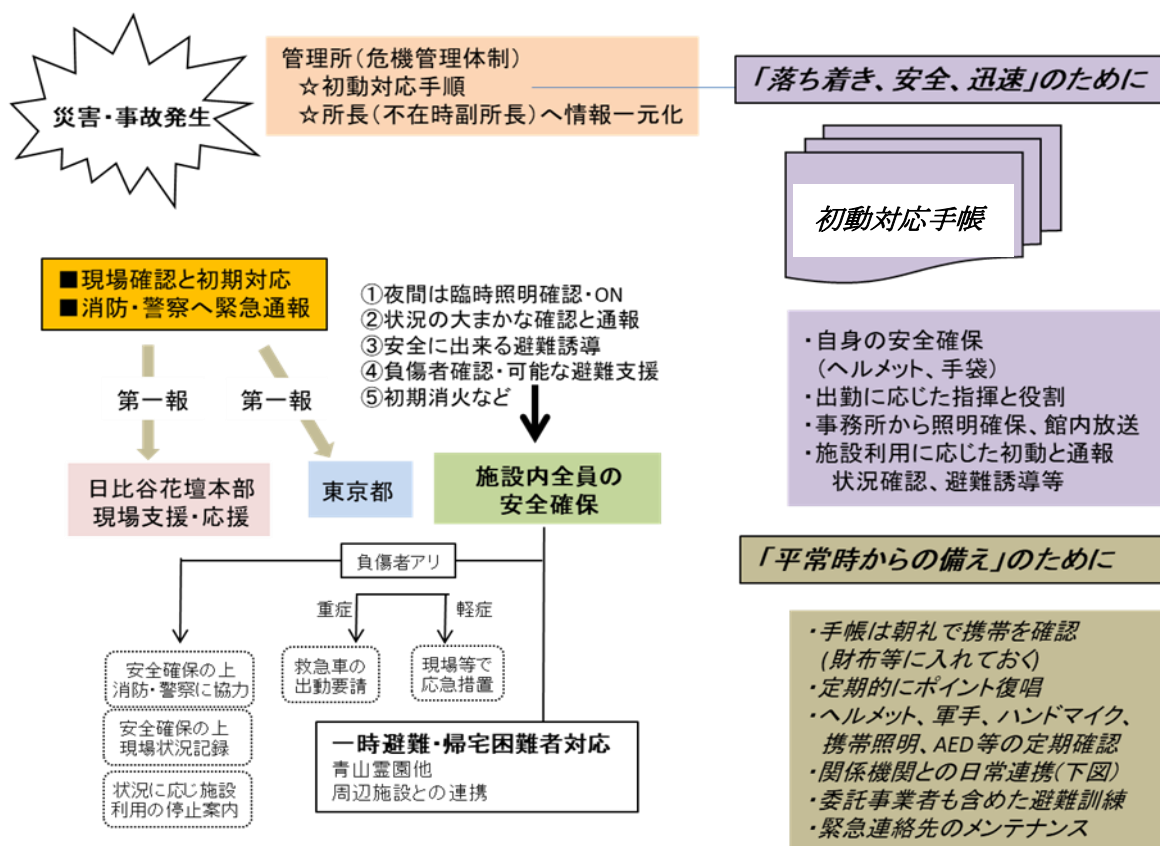 災害・事故発生
管理所（危機管理体制）
☆初動対応手順
☆所長（不在時副所長）へ情報一元化
「落ち着き、安全、迅速」のために
初動対応手帳
■現場確認と初期対応
■消防・警察へ緊急通報
①夜間は臨時照明確認・ON
②状況の大まかな確認と通報
③安全に出来る避難誘導
④負傷者確認・可能な避難支援
⑤初期消火など
第一報
第一報
日比谷花壇本部
現場支援・応援
東京都
施設内全員の
安全確保
・自身の安全確保
（ヘルメット、手袋）
・出勤に応じた指揮と役割
・事務所から照明確保、館内放送
・施設利用に応じた初動と通報
状況確認、避難誘導等
負傷者アリ
重症
軽症
安全確保の上
消防・警察に協力
救急車の
出動要請
現場等で
応急措置
安全確保の上
現場状況記録
状況に応じ施設
利用の停止案内
一時避難・帰宅困難者対応
青山霊園他
周辺施設との連携
「平常時からの備え」のために
・手帳は朝礼で携帯を確認
(財布等に入れておく)
・定期的にポイント復唱
・ヘルメット、軍手、ハンドマイク、
携帯照明、AED等の定期確認
・関係機関との日常連携(下図)
・委託事業者も含めた避難訓練
・緊急連絡先のメンテナンス